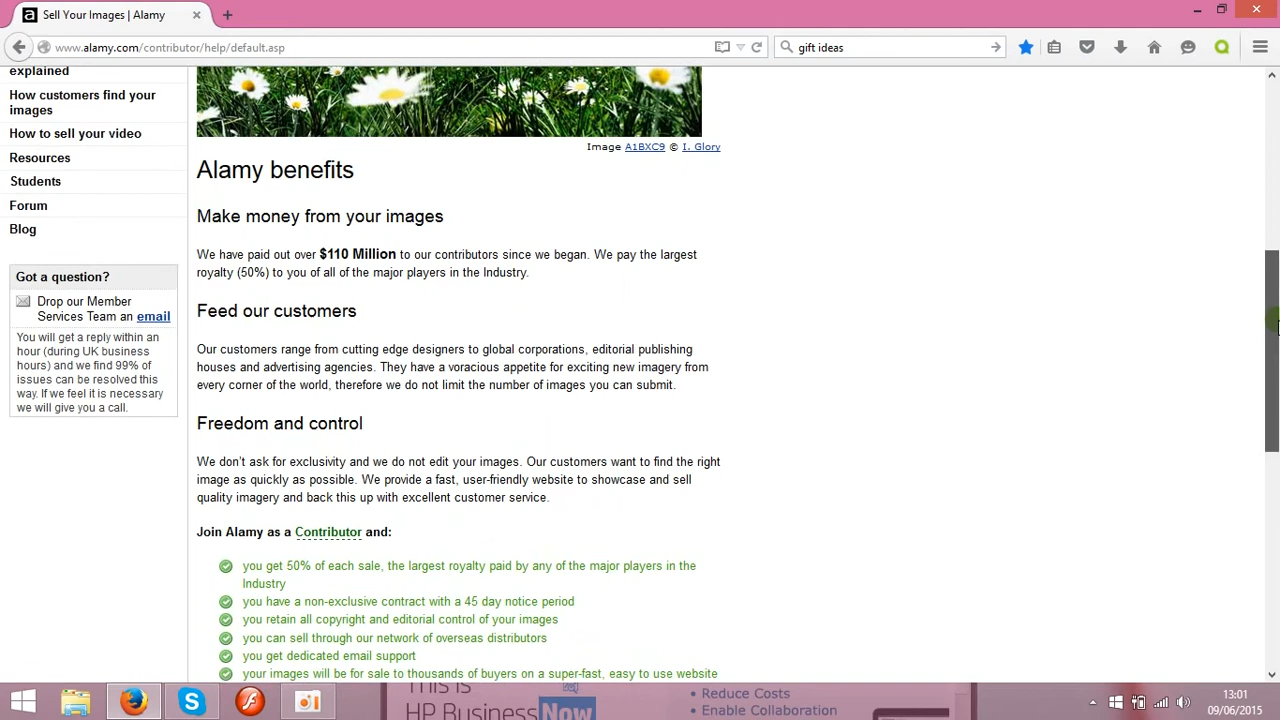 Sell Your Images | Alamy
www.alamy.com/contributor/help/default.asp
gift ideas
explained
How customers find your
images
How to sell your video
Resources
Students
Forum
Blog
Got a question?
Drop our Member
Services Team an email
You will get a reply within an
hour (during UK business
hours) and we find 99% of
issues can be resolved this
way. If we feel it is necessary
we will give you a call.
Image A1BXC9 © I. Glory
Alamy benefits
Make money from your images
We have paid out over $110 Million to our contributors since we began. We pay the largest
royalty (50%) to you of all of the major players in the Industry.
Feed our customers
Our customers range from cutting edge designers to global corporations, editorial publishing
houses and advertising agencies. They have a voracious appetite for exciting new imagery from
every corner of the world, therefore we do not limit the number of images you can submit.
Freedom and control
We don't ask for exclusivity and we do not edit your images. Our customers want to find the right
image as quickly as possible. We provide a fast, user-friendly website to showcase and sell
quality imagery and back this up with excellent customer service.
Join Alamy as a Contributor and:
you get 50% of each sale, the largest royalty paid by any of the major players in the
Industry
you have a non-exclusive contract with a 45 day notice period
you retain all copyright and editorial control of your images
you can sell through our network of overseas distributors
you get dedicated email support
your images will be for sale to thousands of buyers on a super-fast, easy to use website
This is
HP Business Now
• Reduce Costs
• Enable Collaboration
13:01
09/06/2015